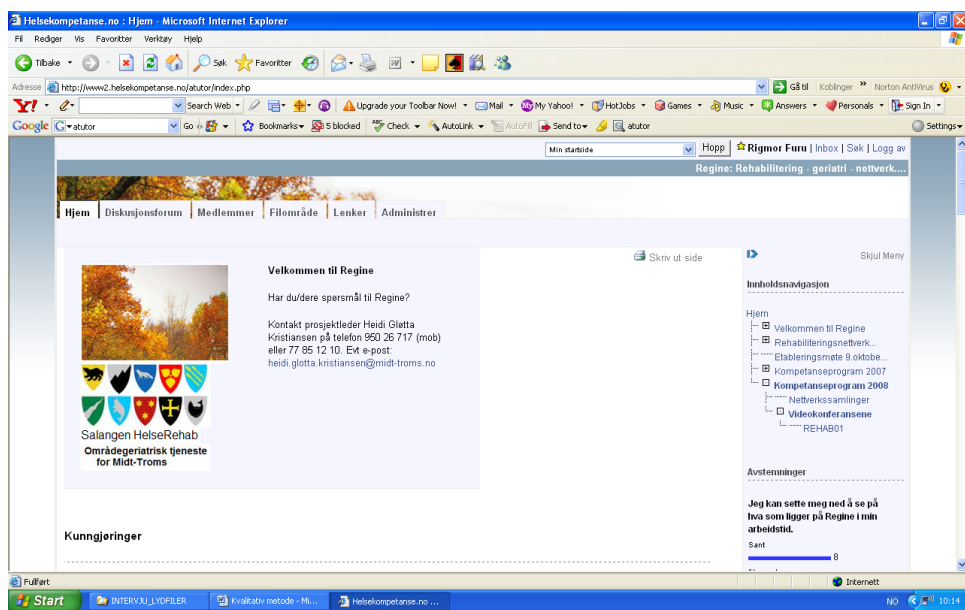 Helsekompetanse.no : Hjem - Microsoft Internet Explorer
Fil Rediger Vis Favoritter Verktøy Hjelp
Tilbake Søk Favoritter
Adresse http://www2.helsekompetanse.no/atutor/index.php Gå til Koblinger » Norton AntiVirus
Y! Search Web Upgrade your Toolbar Now! Mail My Yahoo! HotJobs Games Music Answers Personals Sign In
Google atutor Go Bookmarks 5 blocked Check AutoLink AutoFill Send to atutor Settings
Min startside Hopp Rigmor Furu | Inbox | Søk | Logg av
Regine: Rehabillitering - geriatri - nettverk....
Hjem Diskusjonsforum Medlemmer Filområde Lenker Administrer
Skriv ut side
Velkommen til Regine
Har du/dere spørsmål til Regine?
Kontakt prosjektleder Heidi Gløtta
Kristiansen på telefon 950 26 717 (mob)
eller 77 85 12 10. Evt e-post:
heidi.glotta.kristiansen@midt-troms.no
Salangen HelseRehab
Områdegeriatrisk tjeneste
for Midt-Troms
Kunngjøringer
Skjul Meny
Innholdsnavigasjon
Hjem
Velkommen til Regine
Rehabiliteringsnettverk...
Etableringsmøte 9.oktobe...
Kompetanseprogram 2007
Kompetanseprogram 2008
Nettverkssamlinger
Videokonferansene
REHAB01
Avstemninger
Jeg kan sette meg ned å se på
hva som ligger på Regine i min
arbeidstid.
Sant
8
Fullført Internett
Start INTERVJU_LYDFILER Kvalitativ metode - Mi... Helsekompetanse.no ... NO 10:14